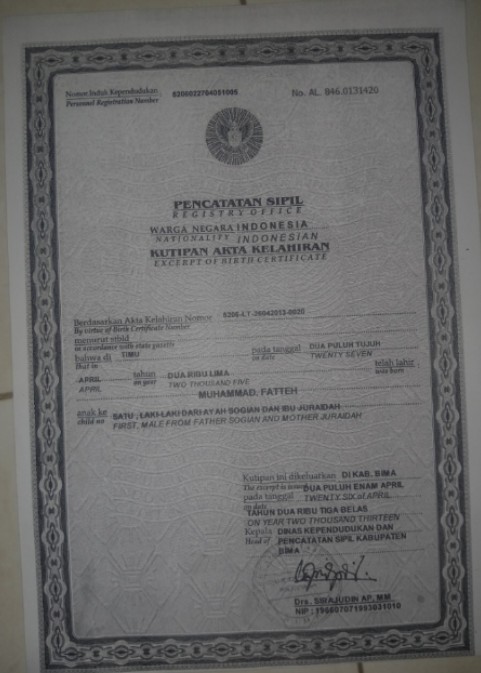 Nomor Induk Kependudukan
Personnel Registration Number
No. AL. 846.0131420
PENCATATAN SIPIL
REGISTRY OFFICE
WARGA NEGARA INDONESIA
NATIONALITY INDONESIAN
KUTIPAN AKTA KELAHIRAN
EXCERPT OF BIRTH CERTIFICATE
Berdasarkan Akta Kelahiran Nomor
By virtue of Birth Certificate Number
menurut stbld
in accordance with state gazette
bahwa di TIMU pada tanggal DUA PULUH TUJUH
that in on date TWENTY SEVEN
APRIL tahun DUA RIBU LIMA telah lahir
APRIL on year TWO THOUSAND FIVE was born
MUHAMMAD. FATTEH
anak ke SATU ; LAKI-LAKI DARI AYAH SOGIAN DAN IBU JURAIDAH
child no FIRST, MALE FROM FATHER SOGIAN AND MOTHER JURAIDAH
Kutipan ini dikeluarkan DI KAB. BIMA
The excerpt is issued DUA PULUH ENAM APRIL
pada tanggal TWENTY SIX of APRIL
on date
TAHUN DUA RIBU TIGA BELAS
ON YEAR TWO THOUSAND THIRTEEN
Kepala DINAS KEPENDUDUKAN DAN
Head of PENCATATAN SIPIL KABUPATEN
BIMA
Drs. SIRAJUDIN AP, MM
NIP :